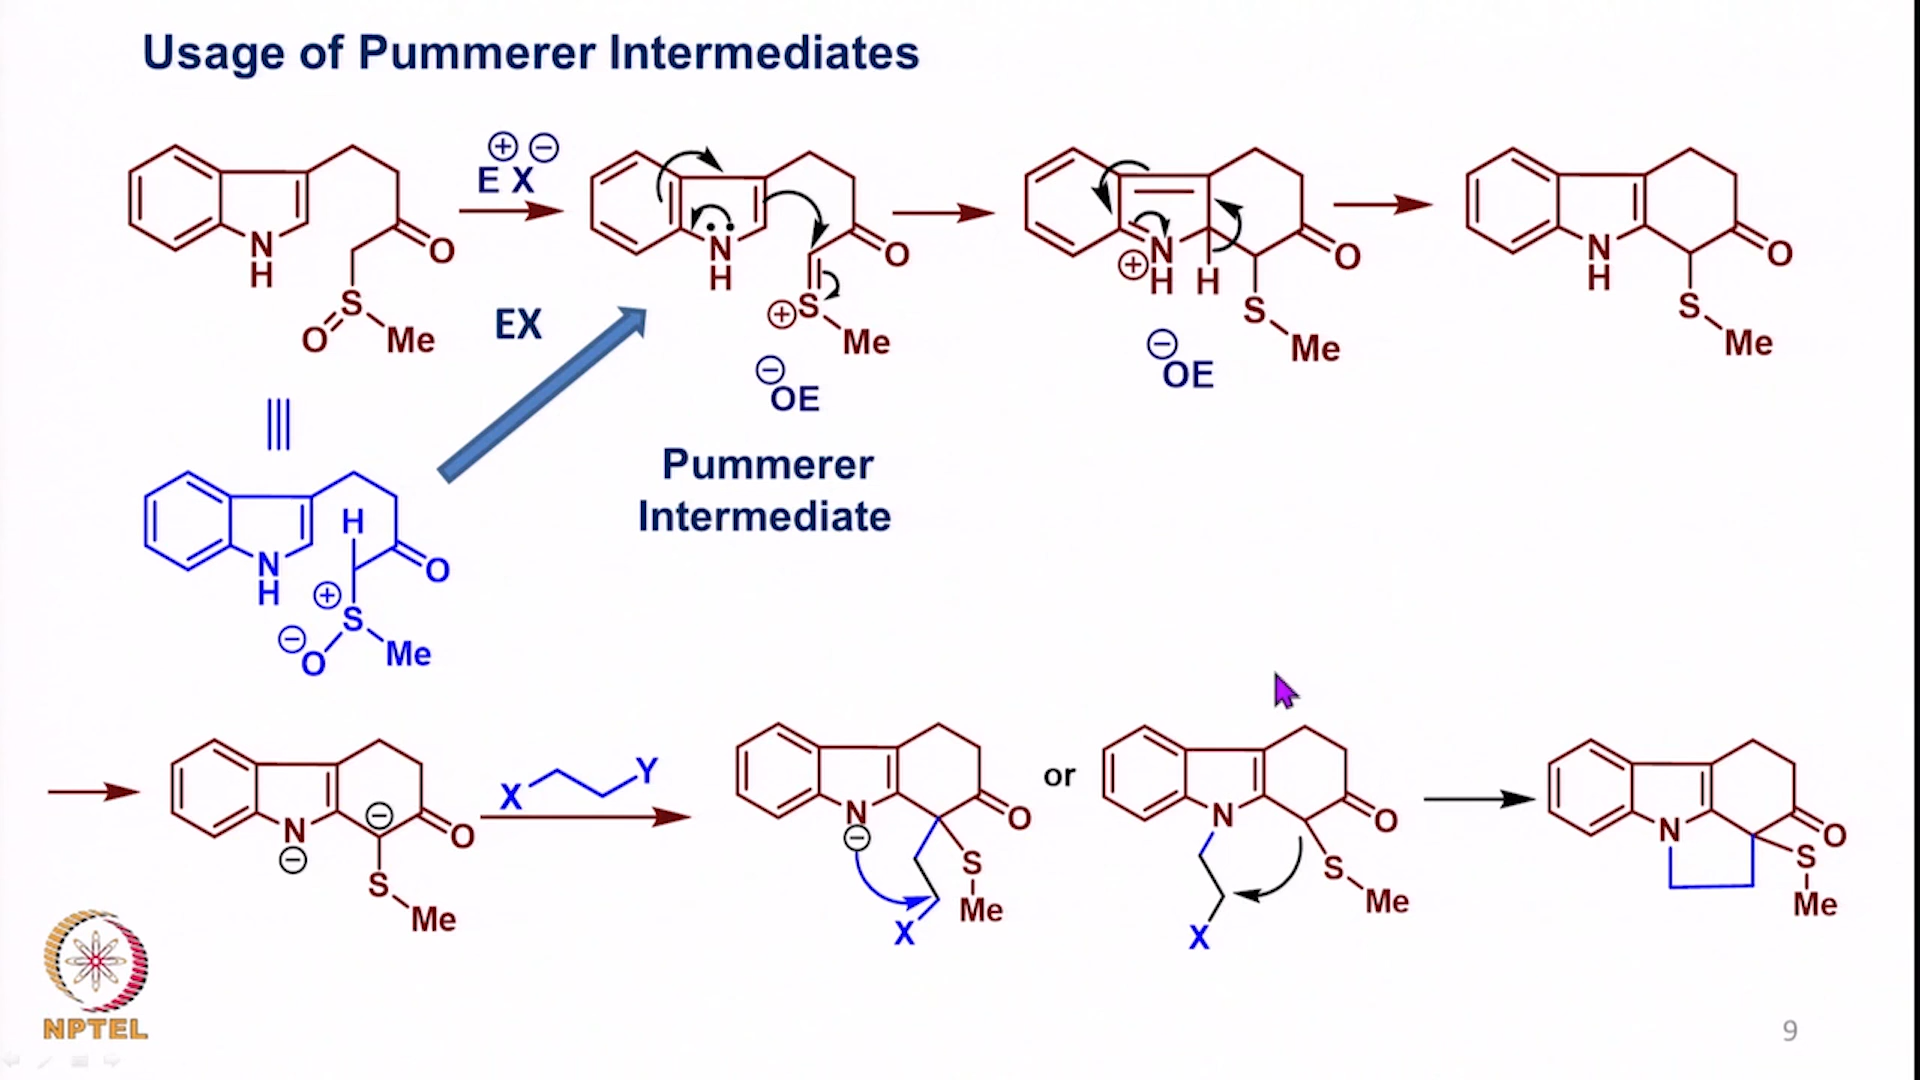 Usage of Pummerer Intermediates
⊕ ⊖
E X
N
H
O
S
O
Me
EX
N
H
O
⊕
S
Me
⊖
OE
Pummerer
Intermediate
⊕
N
H
H
O
S
Me
⊖
OE
N
H
O
S
Me
N
H
H
O
⊕
S
⊖
O
Me
N
⊖
⊖
O
S
Me
X
Y
N
⊖
O
S
Me
X
or
N
O
S
Me
X
N
O
S
Me
NPTEL
9